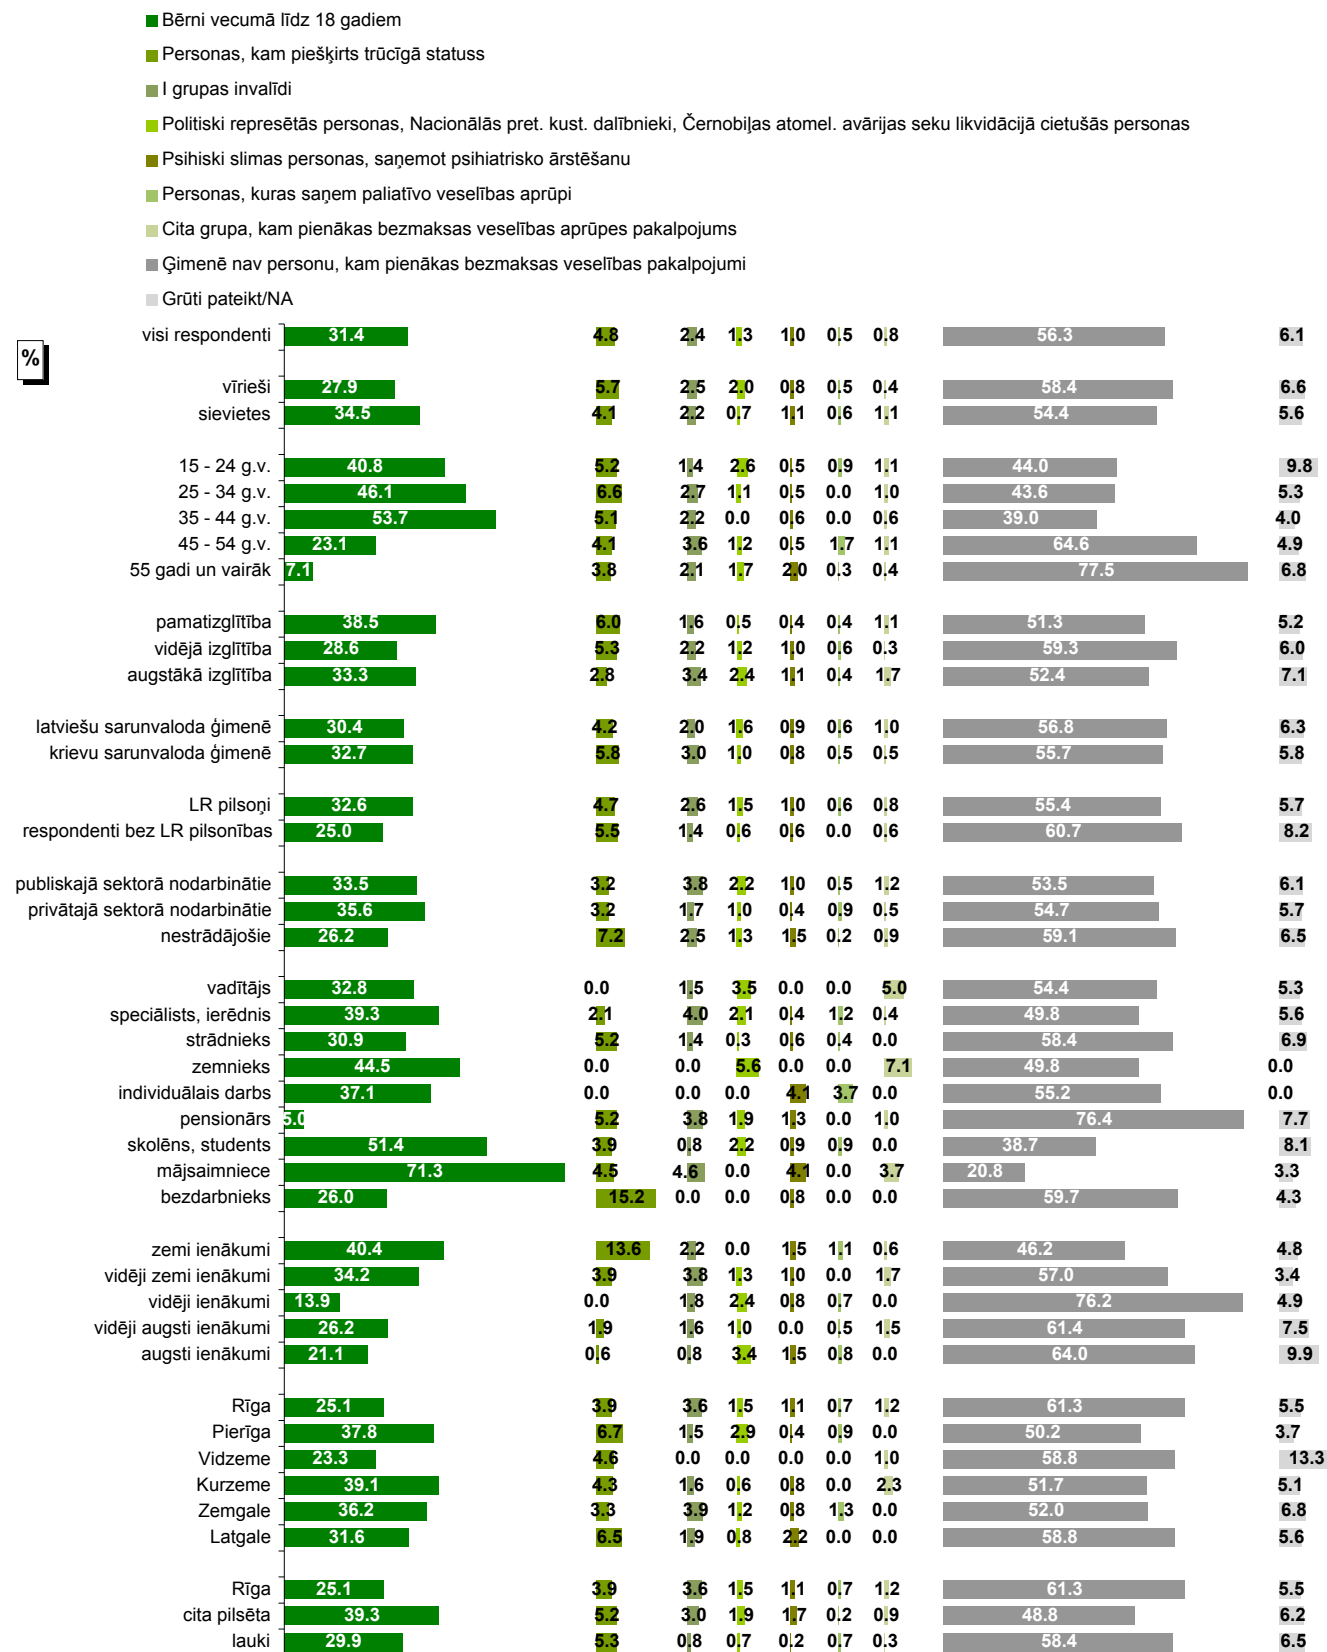 Bērni vecumā līdz 18 gadiem
Personas, kam piešķirts trūcīgā statuss
I grupas invalīdi
Politiski represētās personas, Nacionālās pret. kust. dalībnieki, Černobiļas atomel. avārijas seku likvidācijā cietušās personas
Psihiski slimas personas, saņemot psihiatrisko ārstēšanu
Personas, kuras saņem paliatīvo veselības aprūpi
Cita grupa, kam pienākas bezmaksas veselības aprūpes pakalpojums
Ģimenē nav personu, kam pienākas bezmaksas veselības pakalpojumi
Grūti pateikt/NA
%
visi respondenti 31.4 4.8 2.4 1.3 1.0 0.5 0.8 56.3 6.1
vīrieši 27.9 5.7 2.5 2.0 0.8 0.5 0.4 58.4 6.6
sievietes 34.5 4.1 2.2 0.7 1.1 0.6 1.1 54.4 5.6
15 - 24 g.v. 40.8 5.2 1.4 2.6 0.5 0.9 1.1 44.0 9.8
25 - 34 g.v. 46.1 6.6 2.7 1.1 0.5 0.0 1.0 43.6 5.3
35 - 44 g.v. 53.7 5.1 2.2 0.0 0.6 0.0 0.6 39.0 4.0
45 - 54 g.v. 23.1 4.1 3.6 1.2 0.5 1.7 1.1 64.6 4.9
55 gadi un vairāk 7.1 3.8 2.1 1.7 2.0 0.3 0.4 77.5 6.8
pamatizglītība 38.5 6.0 1.6 0.5 0.4 0.4 1.1 51.3 5.2
vidējā izglītība 28.6 5.3 2.2 1.2 1.0 0.6 0.3 59.3 6.0
augstākā izglītība 33.3 2.8 3.4 2.4 1.1 0.4 1.7 52.4 7.1
latviešu sarunvaloda ģimenē 30.4 4.2 2.0 1.6 0.9 0.6 1.0 56.8 6.3
krievu sarunvaloda ģimenē 32.7 5.8 3.0 1.0 0.8 0.5 0.5 55.7 5.8
LR pilsoņi 32.6 4.7 2.6 1.5 1.0 0.6 0.8 55.4 5.7
respondenti bez LR pilsonības 25.0 5.5 1.4 0.6 0.6 0.0 0.6 60.7 8.2
publiskajā sektorā nodarbinātie 33.5 3.2 3.8 2.2 1.0 0.5 1.2 53.5 6.1
privātajā sektorā nodarbinātie 35.6 3.2 1.7 1.0 0.4 0.9 0.5 54.7 5.7
nestrādājošie 26.2 7.2 2.5 1.3 1.5 0.2 0.9 59.1 6.5
vadītājs 32.8 0.0 1.5 3.5 0.0 0.0 5.0 54.4 5.3
speciālists, ierēdnis 39.3 2.1 4.0 2.1 0.4 1.2 0.4 49.8 5.6
strādnieks 30.9 5.2 1.4 0.3 0.6 0.4 0.0 58.4 6.9
zemnieks 44.5 0.0 0.0 5.6 0.0 0.0 7.1 49.8 0.0
individuālais darbs 37.1 0.0 0.0 0.0 4.1 3.7 0.0 55.2 0.0
pensionārs 5.0 5.2 3.8 1.9 1.3 0.0 1.0 76.4 7.7
skolēns, students 51.4 3.9 0.8 2.2 0.9 0.9 0.0 38.7 8.1
mājsaimniece 71.3 4.5 4.6 0.0 4.1 0.0 3.7 20.8 3.3
bezdarbnieks 26.0 15.2 0.0 0.0 0.8 0.0 0.0 59.7 4.3
zemi ienākumi 40.4 13.6 2.2 0.0 1.5 1.1 0.6 46.2 4.8
vidēji zemi ienākumi 34.2 3.9 3.8 1.3 1.0 0.0 1.7 57.0 3.4
vidēji ienākumi 13.9 0.0 1.8 2.4 0.8 0.7 0.0 76.2 4.9
vidēji augsti ienākumi 26.2 1.9 1.6 1.0 0.0 0.5 1.5 61.4 7.5
augsti ienākumi 21.1 0.6 0.8 3.4 1.5 0.8 0.0 64.0 9.9
Rīga 25.1 3.9 3.6 1.5 1.1 0.7 1.2 61.3 5.5
Pierīga 37.8 6.7 1.5 2.9 0.4 0.9 0.0 50.2 3.7
Vidzeme 23.3 4.6 0.0 0.0 0.0 0.0 1.0 58.8 13.3
Kurzeme 39.1 4.3 1.6 0.6 0.8 0.0 2.3 51.7 5.1
Zemgale 36.2 3.3 3.9 1.2 0.8 1.3 0.0 52.0 6.8
Latgale 31.6 6.5 1.9 0.8 2.2 0.0 0.0 58.8 5.6
Rīga 25.1 3.9 3.6 1.5 1.1 0.7 1.2 61.3 5.5
cita pilsēta 39.3 5.2 3.0 1.9 1.7 0.2 0.9 48.8 6.2
lauki 29.9 5.3 0.8 0.7 0.2 0.7 0.3 58.4 6.5